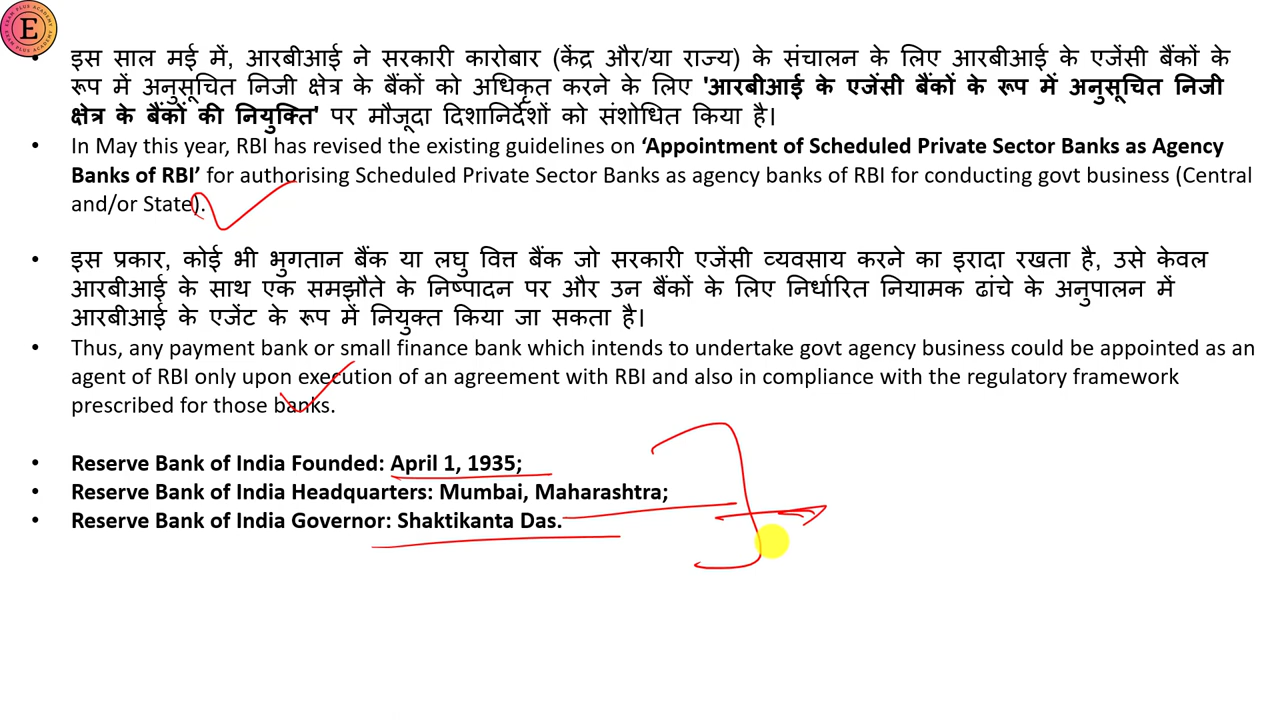 E
EXAM PLUS ACADEMY
• इस साल मई में, आरबीआई ने सरकारी कारोबार (केंद्र और/या राज्य) के संचालन के लिए आरबीआई के एजेंसी बैंकों के
रूप में अनुसूचित निजी क्षेत्र के बैंकों को अधिकृत करने के लिए 'आरबीआई के एजेंसी बैंकों के रूप में अनुसूचित निजी
क्षेत्र के बैंकों की नियुक्ति' पर मौजूदा दिशानिर्देशों को संशोधित किया है।
• In May this year, RBI has revised the existing guidelines on ‘Appointment of Scheduled Private Sector Banks as Agency
Banks of RBI’ for authorising Scheduled Private Sector Banks as agency banks of RBI for conducting govt business (Central
and/or State).
• इस प्रकार, कोई भी भुगतान बैंक या लघु वित्त बैंक जो सरकारी एजेंसी व्यवसाय करने का इरादा रखता है, उसे केवल
आरबीआई के साथ एक समझौते के निष्पादन पर और उन बैंकों के लिए निर्धारित नियामक ढांचे के अनुपालन में
आरबीआई के एजेंट के रूप में नियुक्त किया जा सकता है।
• Thus, any payment bank or small finance bank which intends to undertake govt agency business could be appointed as an
agent of RBI only upon execution of an agreement with RBI and also in compliance with the regulatory framework
prescribed for those banks.
• Reserve Bank of India Founded: April 1, 1935;
• Reserve Bank of India Headquarters: Mumbai, Maharashtra;
• Reserve Bank of India Governor: Shaktikanta Das.